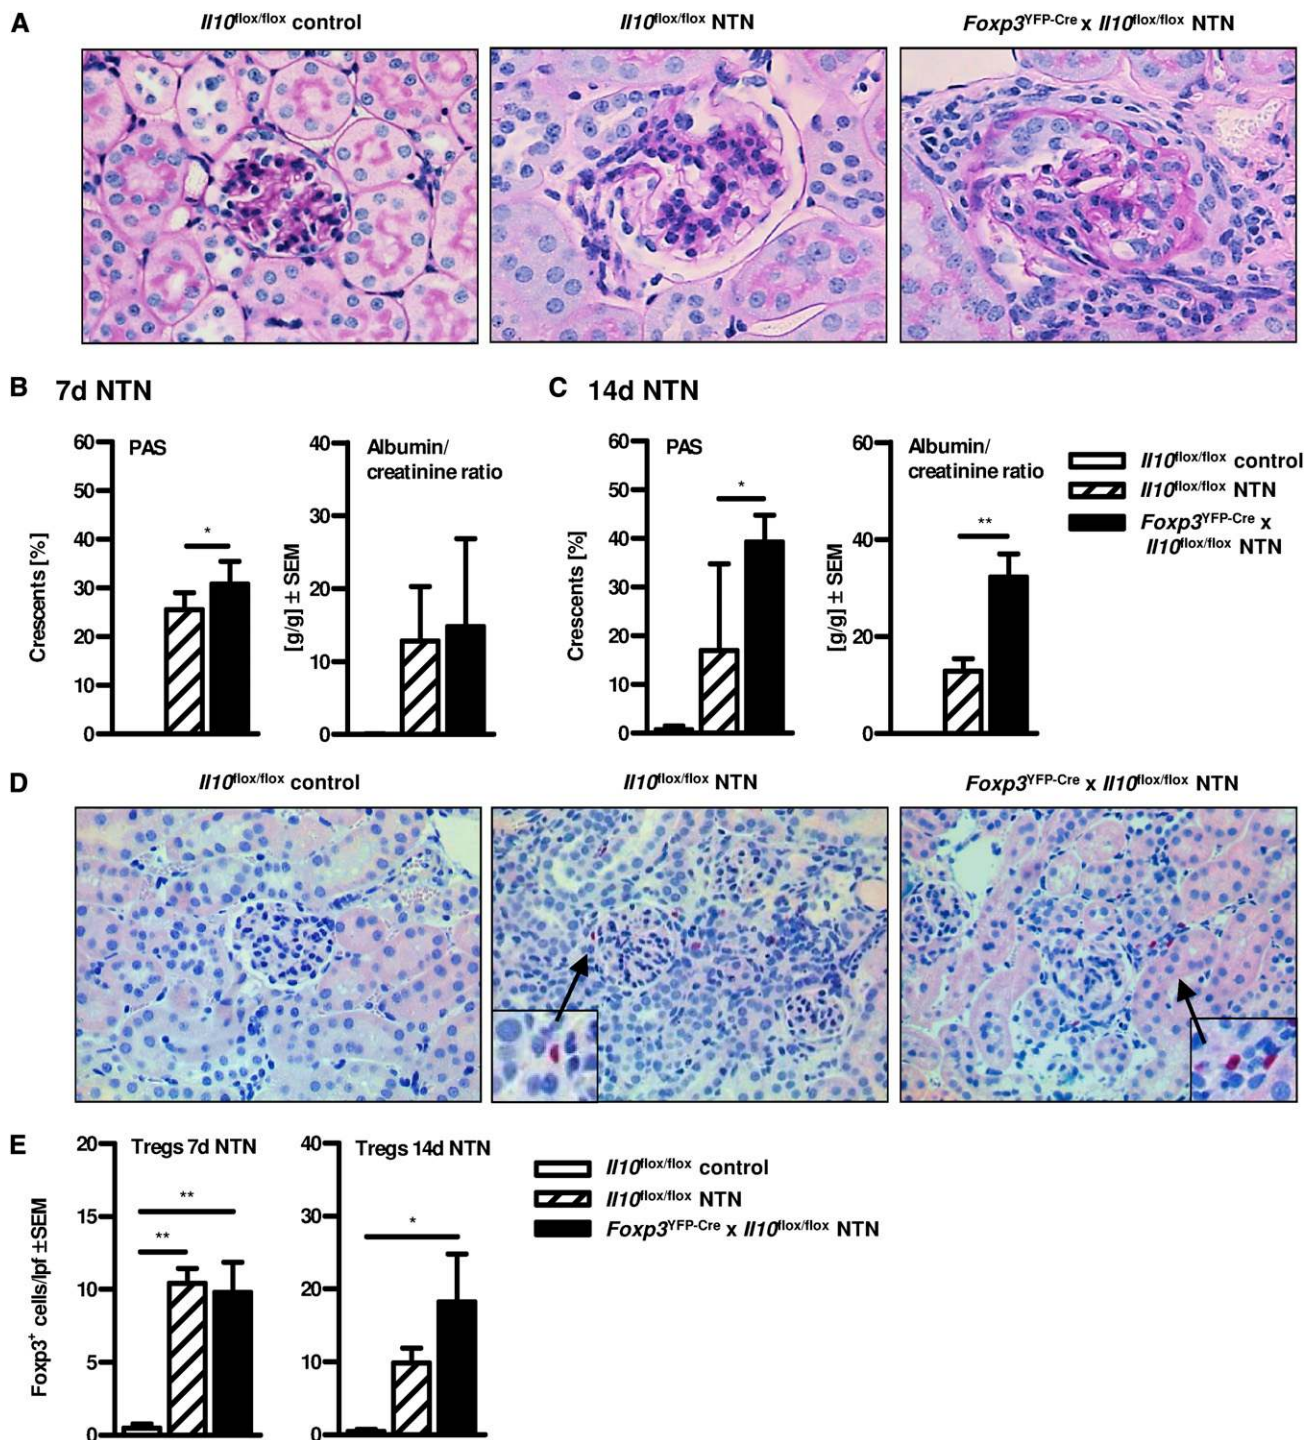 A
Il10flox/flox control
Il10flox/flox NTN
Foxp3YFP-Cre x Il10flox/flox NTN
B 7d NTN
C 14d NTN
PAS
Crescents [%]
60
50
40
30
20
10
0
*
Albumin/
creatinine ratio
[g/g] ± SEM
40
30
20
10
0
PAS
Crescents [%]
60
50
40
30
20
10
0
*
Albumin/
creatinine ratio
[g/g] ± SEM
60
40
20
0
**
Il10flox/flox control
Il10flox/flox NTN
Foxp3YFP-Cre x
Il10flox/flox NTN
D
Il10flox/flox control
Il10flox/flox NTN
Foxp3YFP-Cre x Il10flox/flox NTN
E
Tregs 7d NTN
Foxp3+ cells/lpf ±SEM
20
15
10
5
0
**
**
Tregs 14d NTN
40
30
20
10
0
*
Il10flox/flox control
Il10flox/flox NTN
Foxp3YFP-Cre x Il10flox/flox NTN